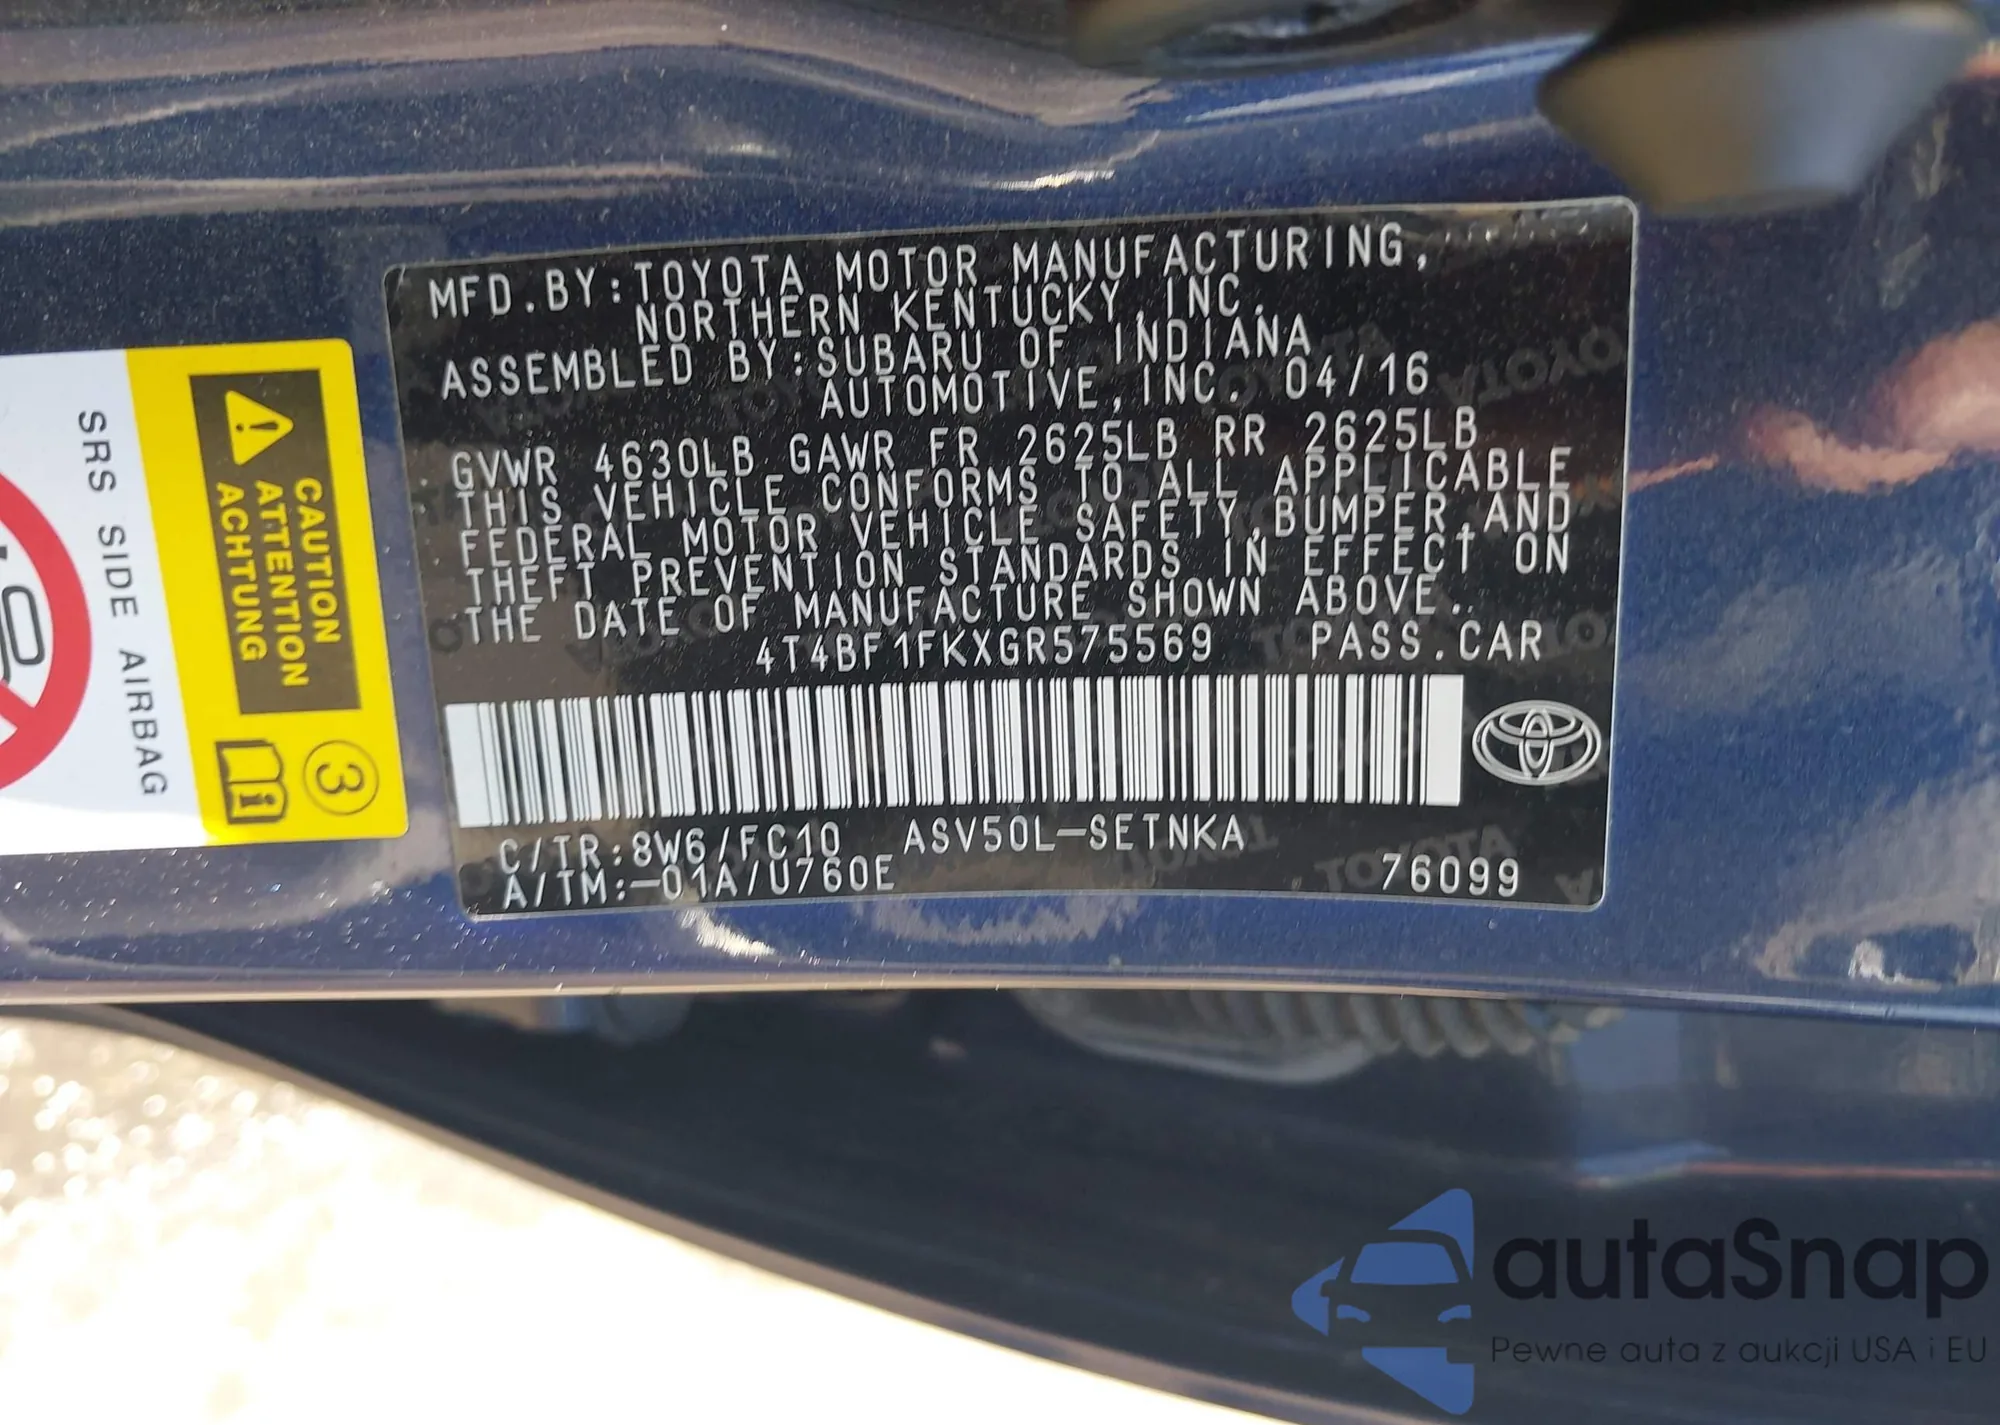 MFD.BY:TOYOTA MOTOR MANUFACTURING,
NORTHERN KENTUCKY,INC.
ASSEMBLED BY:SUBARU OF INDIANA
AUTOMOTIVE,INC. 04/16
GVWR 4630LB GAWR FR 2625LB RR 2625LB
THIS VEHICLE CONFORMS TO ALL APPLICABLE
FEDERAL MOTOR VEHICLE SAFETY,BUMPER,AND
THEFT PREVENTION STANDARDS IN EFFECT ON
THE DATE OF MANUFACTURE SHOWN ABOVE..
4T4BF1FKXGR575569 PASS.CAR
C/TR:8W6/FC10 ASV50L-SETNKA
A/TM:-01A/U760E 76099
SRS SIDE AIRBAG
CAUTION
ATTENTION
ACHTUNG
3
autaSnap
Pewne auta z aukcji USA i EU